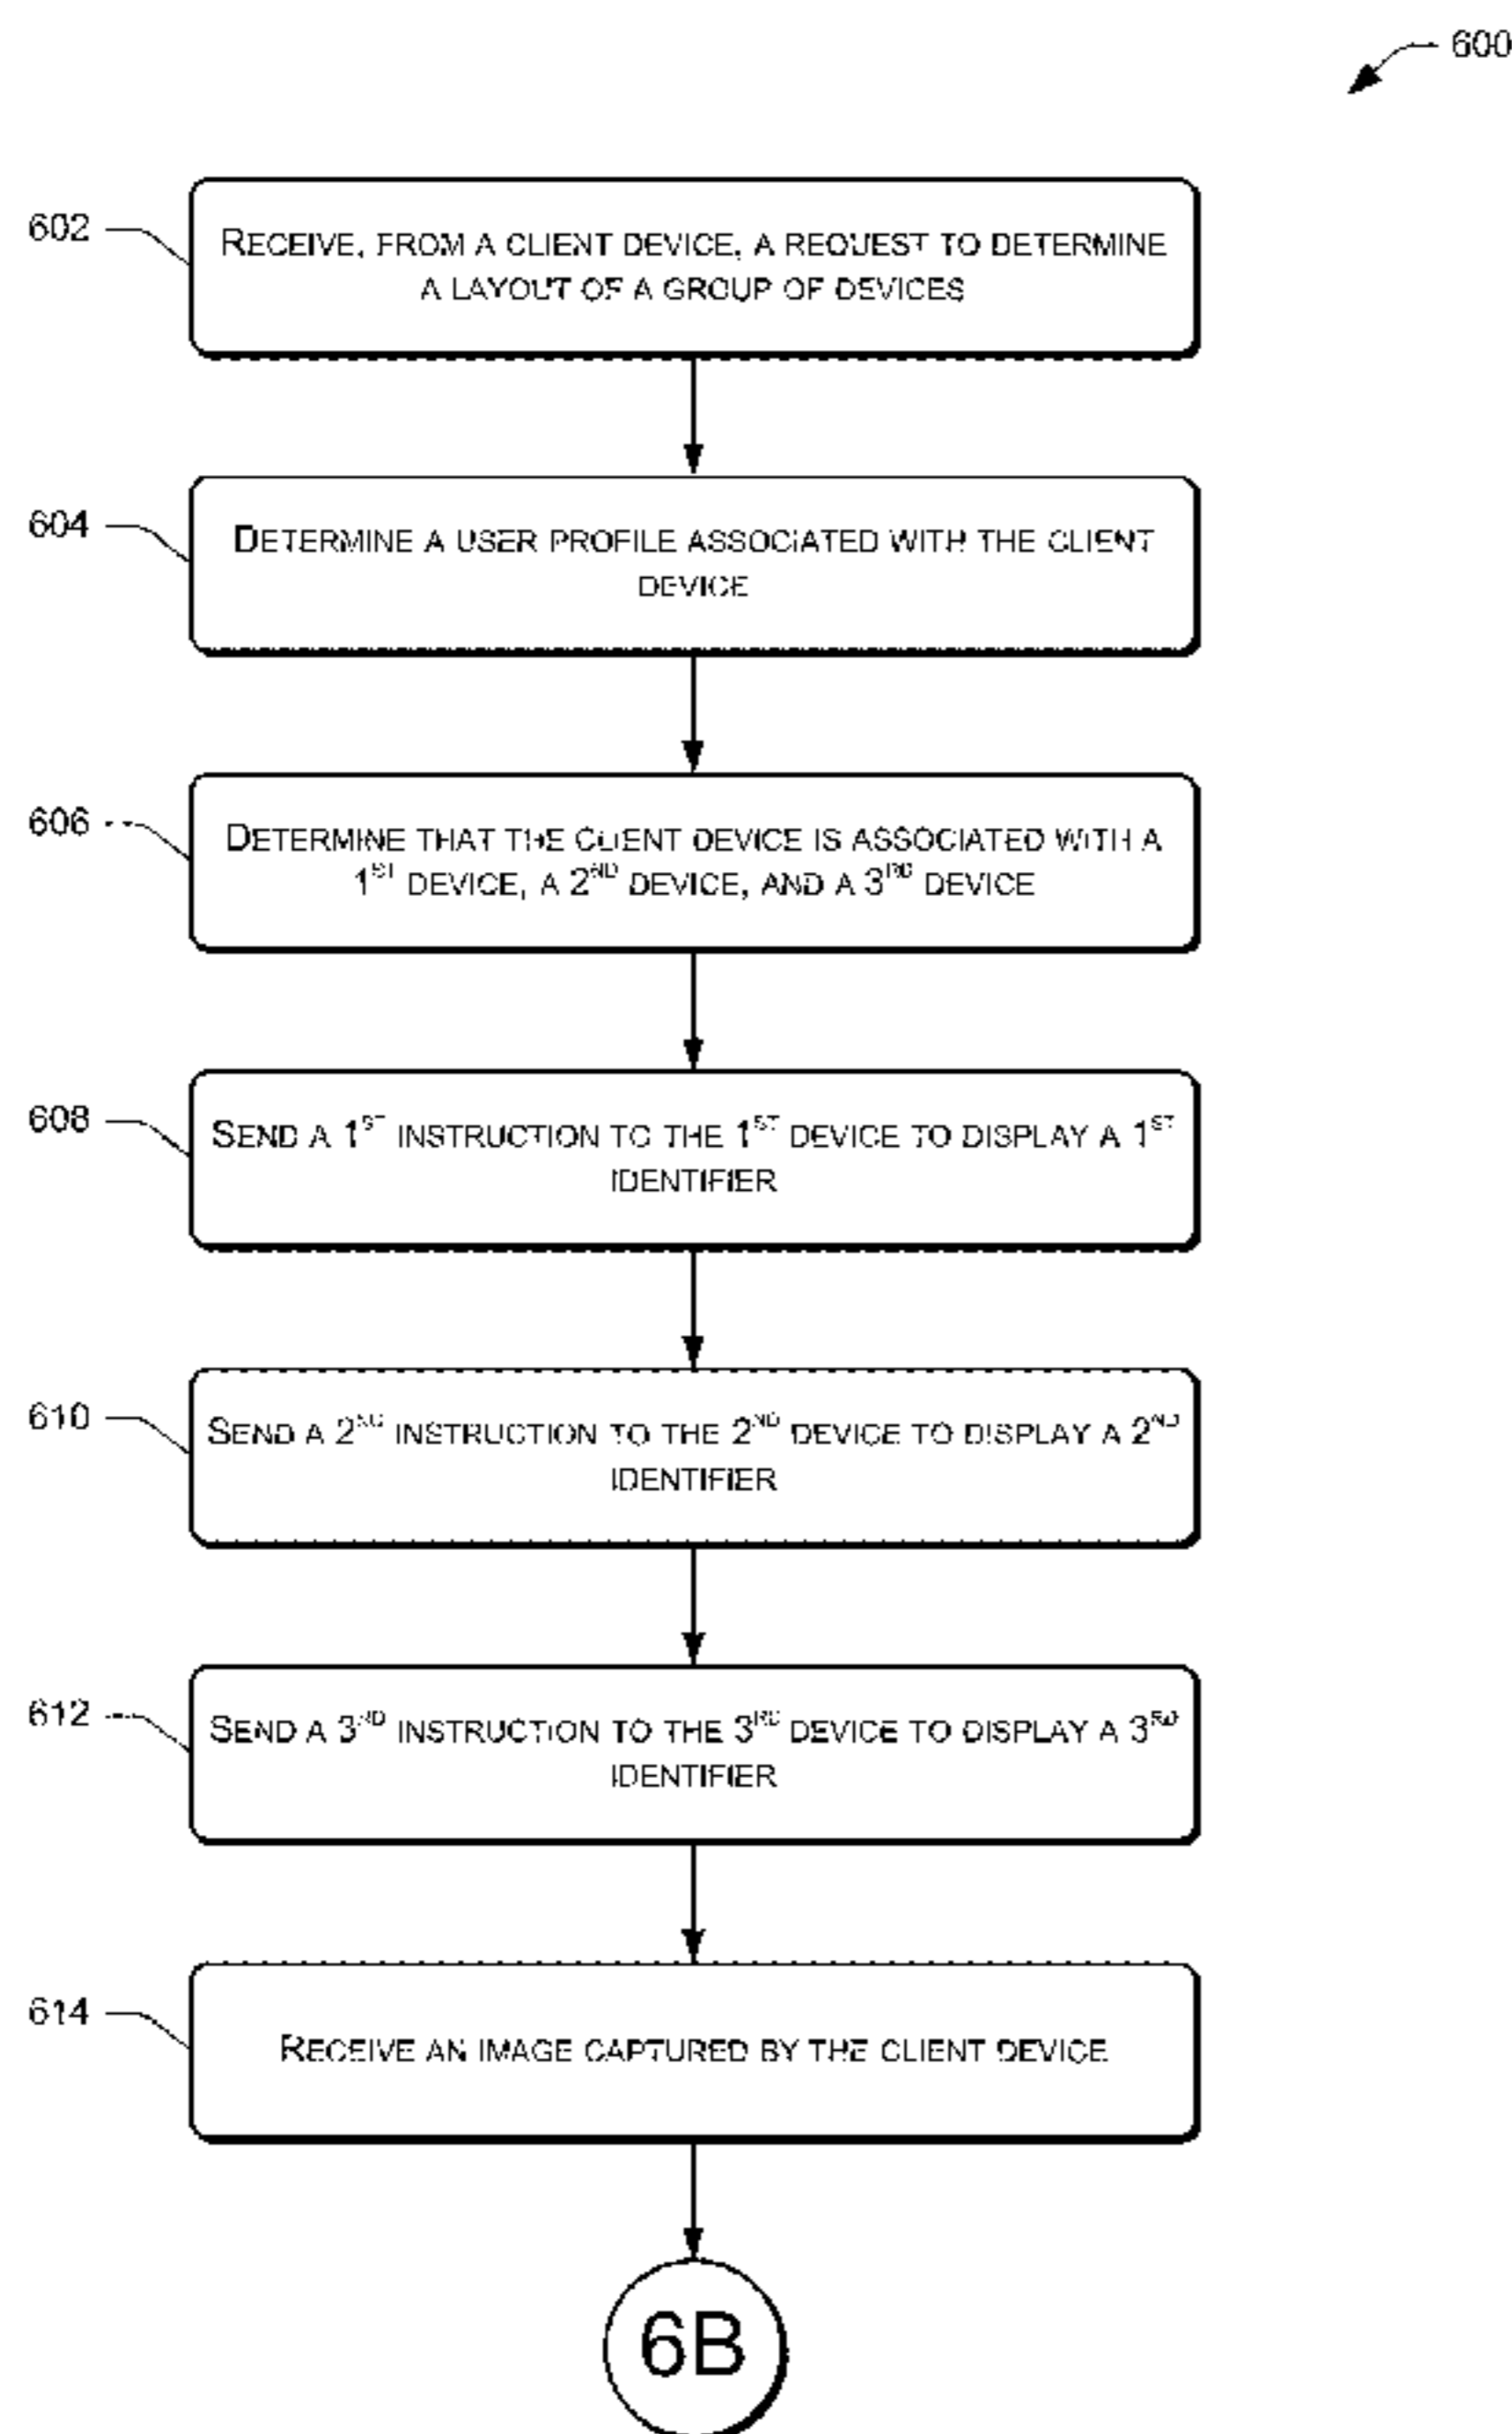 600
602
RECEIVE, FROM A CLIENT DEVICE, A REQUEST TO DETERMINE
A LAYOUT OF A GROUP OF DEVICES
604
DETERMINE A USER PROFILE ASSOCIATED WITH THE CLIENT
DEVICE
606
DETERMINE THAT THE CLIENT DEVICE IS ASSOCIATED WITH A
1ST DEVICE, A 2ND DEVICE, AND A 3RD DEVICE
608
SEND A 1ST INSTRUCTION TO THE 1ST DEVICE TO DISPLAY A 1ST
IDENTIFIER
610
SEND A 2ND INSTRUCTION TO THE 2ND DEVICE TO DISPLAY A 2ND
IDENTIFIER
612
SEND A 3RD INSTRUCTION TO THE 3RD DEVICE TO DISPLAY A 3RD
IDENTIFIER
614
RECEIVE AN IMAGE CAPTURED BY THE CLIENT DEVICE
6B